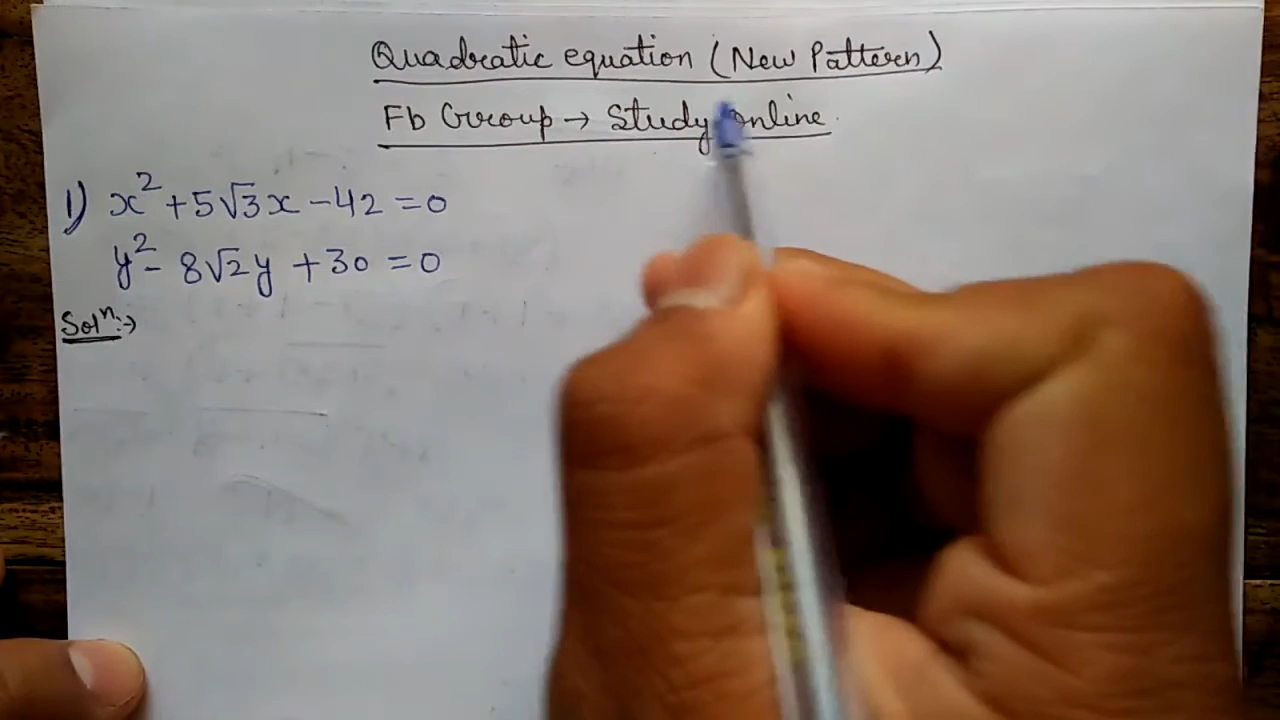 Quadratic equation (New Pattern)
Fb Group → Study online
1) x² + 5√3x - 42 = 0
y² - 8√2y + 30 = 0
Solⁿ:→